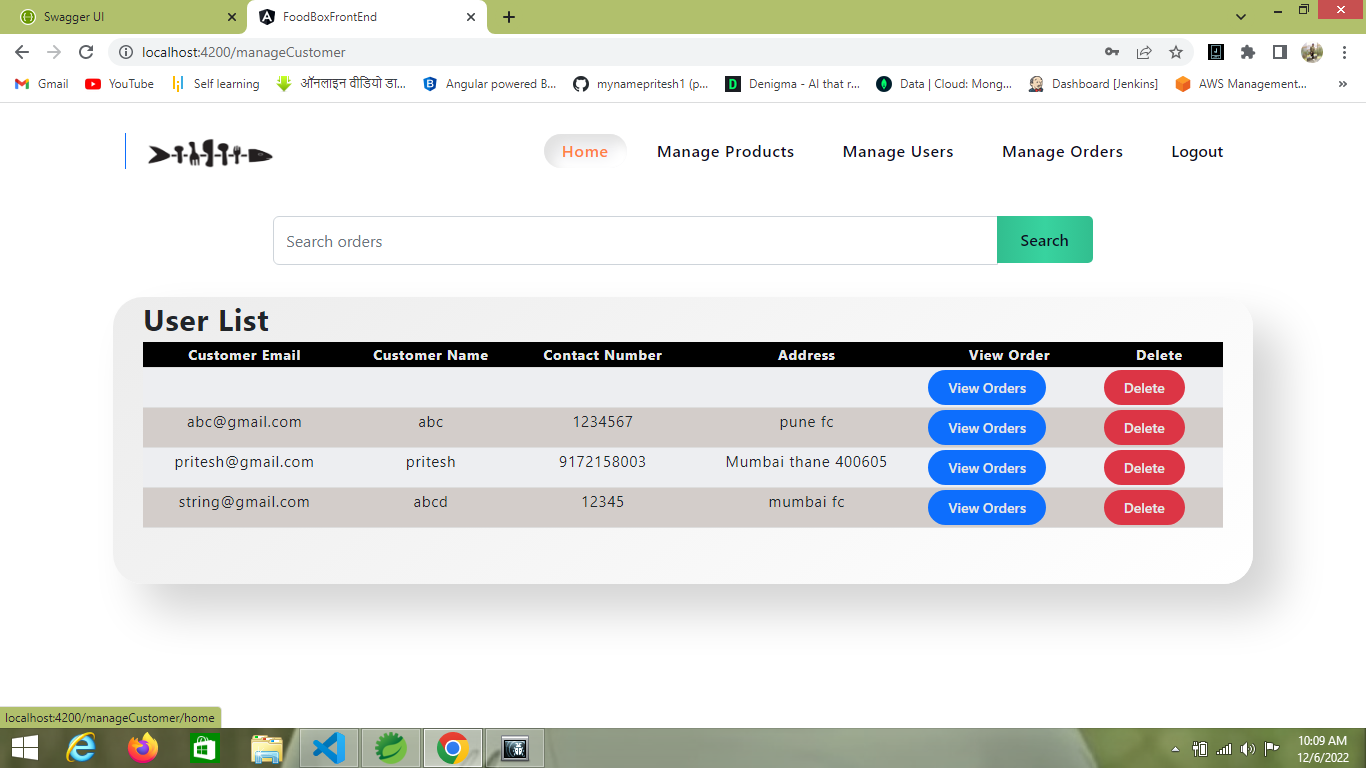 Swagger UI
FoodBoxFrontEnd
localhost:4200/manageCustomer
Gmail YouTube Self learning ऑनलाइन वीडियो डा... Angular powered B... mynamepritesh1 (p... Denigma - AI that r... Data | Cloud: Mong... Dashboard [Jenkins] AWS Management... »
Home Manage Products Manage Users Manage Orders Logout
Search orders Search
User List
Customer Email Customer Name Contact Number Address View Order Delete
View Orders Delete
abc@gmail.com abc 1234567 pune fc View Orders Delete
pritesh@gmail.com pritesh 9172158003 Mumbai thane 400605 View Orders Delete
string@gmail.com abcd 12345 mumbai fc View Orders Delete
localhost:4200/manageCustomer/home
10:09 AM
12/6/2022